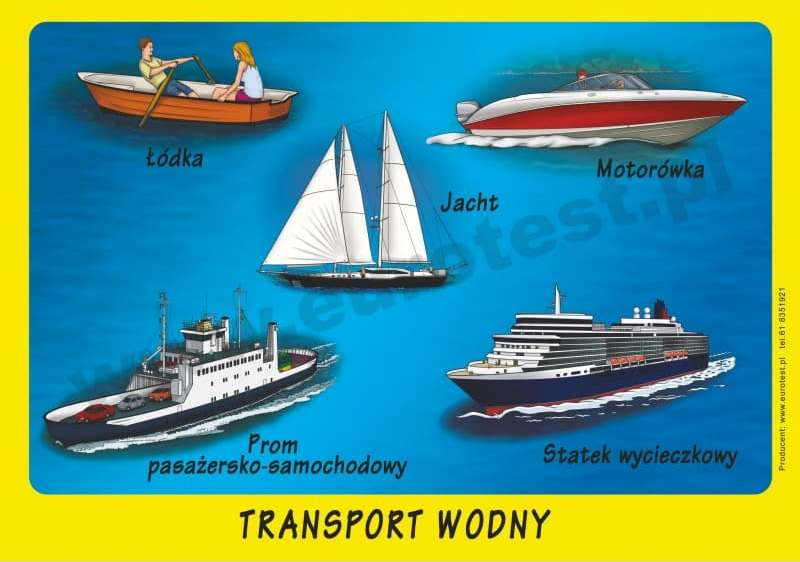 Łódka
Motorówka
Jacht
www.eurotest.pl
Prom
pasażersko-samochodowy
Statek wycieczkowy
TRANSPORT WODNY
Producent: www.eurotest.pl tel.61 8351921